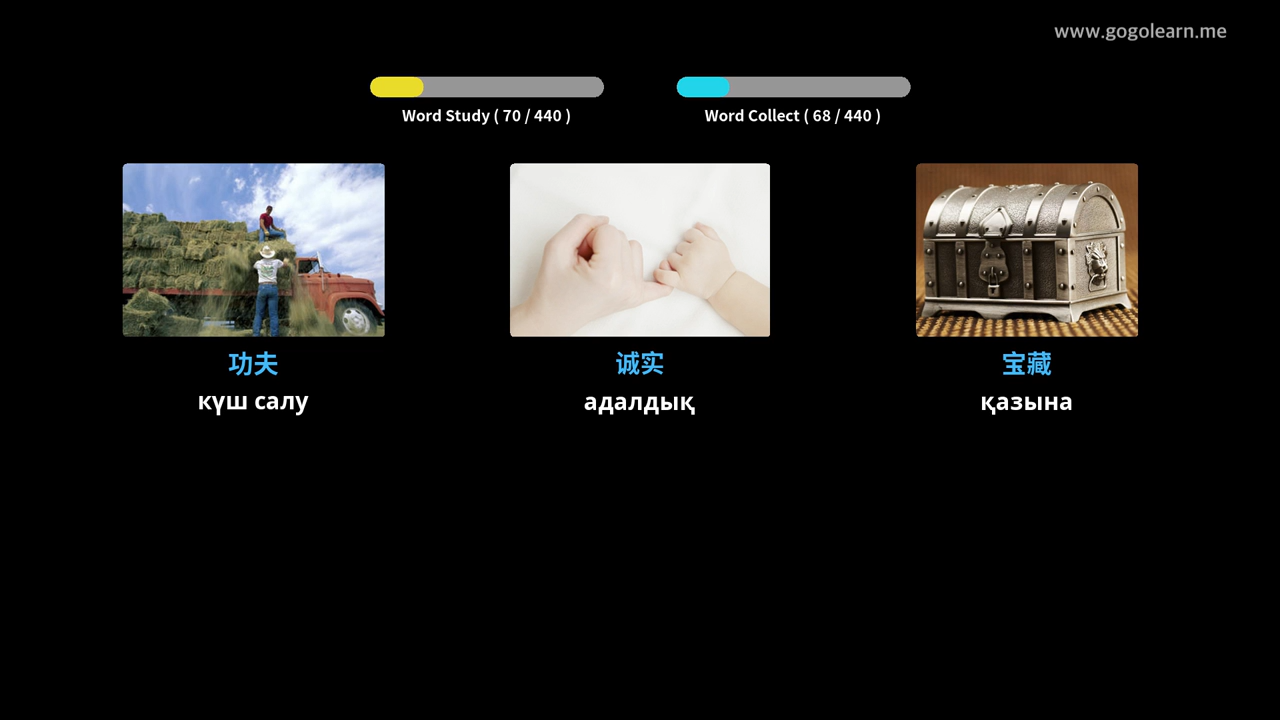 www.gogolearn.me
Word Study ( 70 / 440 )
Word Collect ( 68 / 440 )
功夫
诚实
宝藏
күш салу
адалдық
қазына